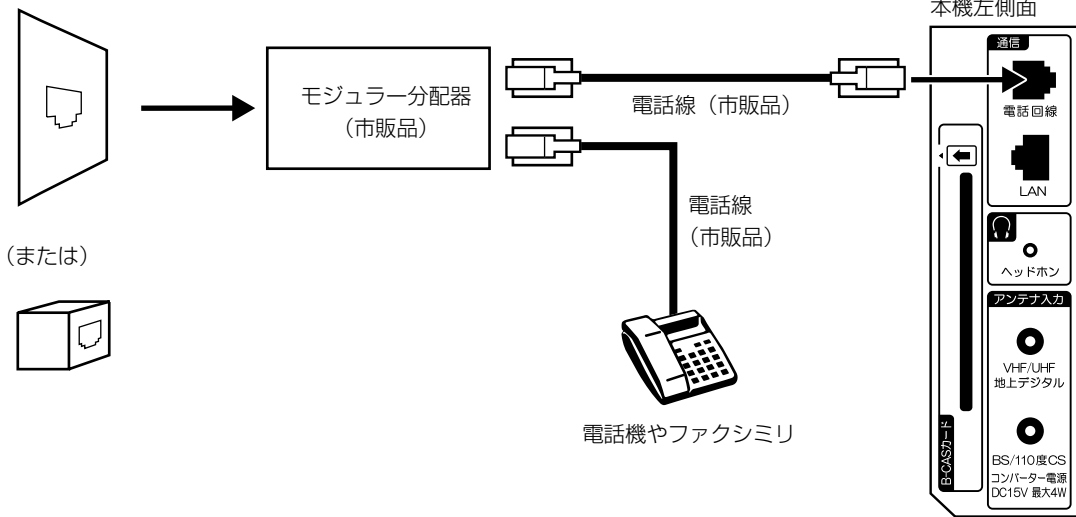 本機左側面
モジュラー分配器
（市販品）
電話線（市販品）
電話線
（市販品）
（または）
電話機やファクシミリ
通信
電話回線
LAN
ヘッドホン
アンテナ入力
VHF/UHF
地上デジタル
BS/110度CS
コンバーター電源
DC15V 最大4W
B-CASカード